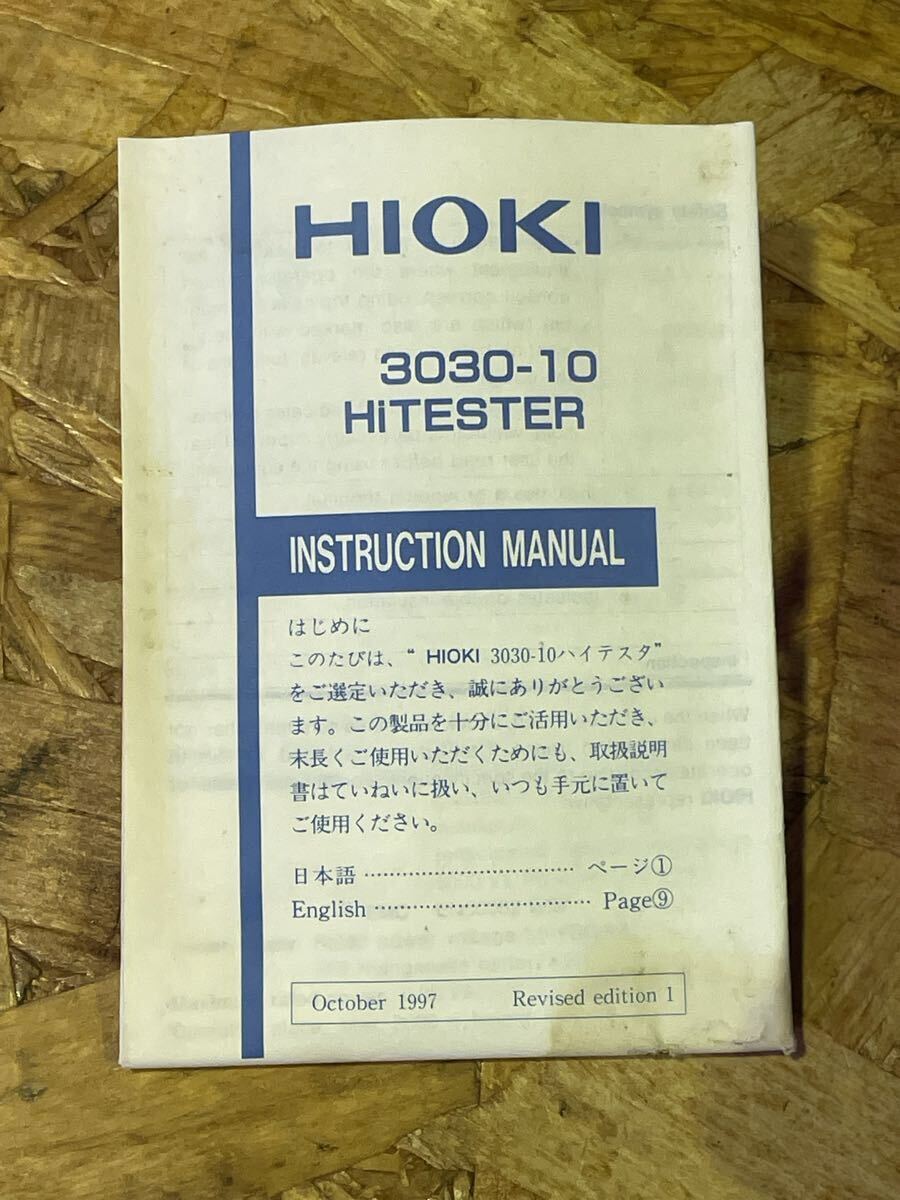 HIOKI
3030-10
HiTESTER
INSTRUCTION MANUAL
はじめに
このたびは、“ HIOKI 3030-10ハイテスタ”
をご選定いただき、誠にありがとうござい
ます。この製品を十分にご活用いただき、
末長くご使用いただくためにも、取扱説明
書はていねいに扱い、いつも手元に置いて
ご使用ください。
日本語 ································· ページ①
English ·································· Page⑨
October 1997 Revised edition 1